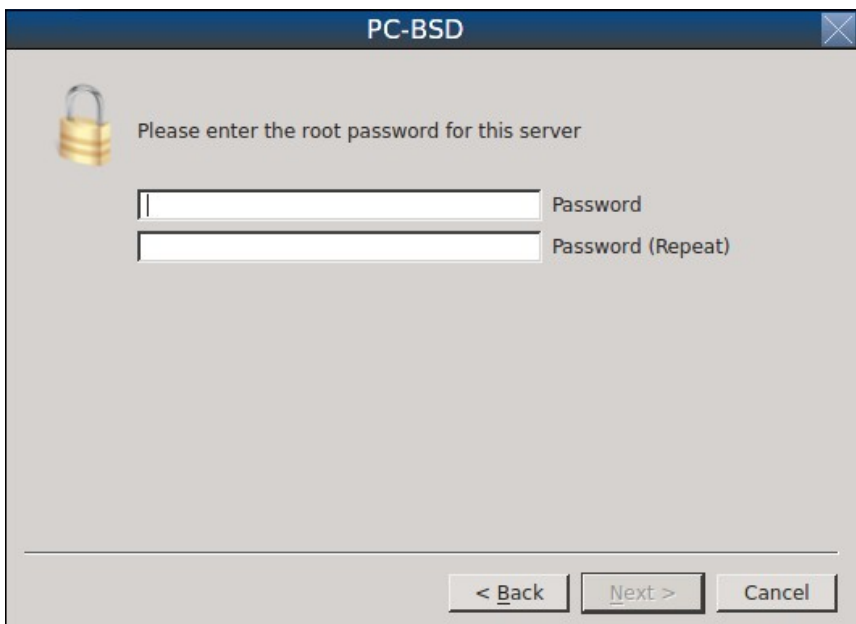 PC-BSD
Please enter the root password for this server
Password
Password (Repeat)
< Back Next > Cancel